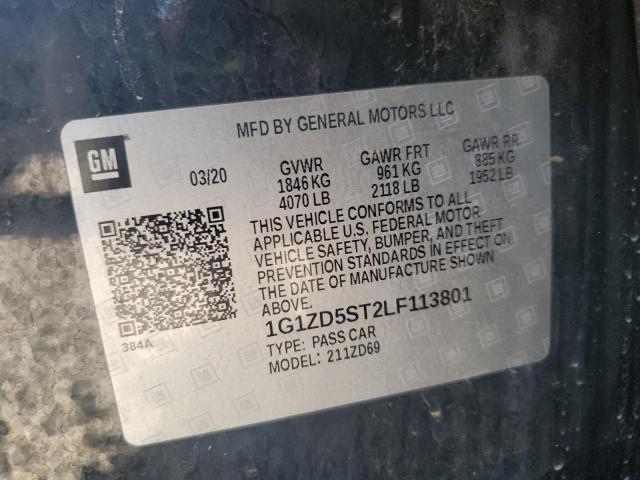 MFD BY GENERAL MOTORS LLC
GM
03/20
GVWR
1846 KG
4070 LB
GAWR FRT
961 KG
2118 LB
GAWR RR
885 KG
1952 LB
THIS VEHICLE CONFORMS TO ALL
APPLICABLE U.S. FEDERAL MOTOR
VEHICLE SAFETY, BUMPER, AND THEFT
PREVENTION STANDARDS IN EFFECT ON
THE DATE OF MANUFACTURE SHOWN
ABOVE.
1G1ZD5ST2LF113801
TYPE: PASS CAR
MODEL: 211ZD69
384A